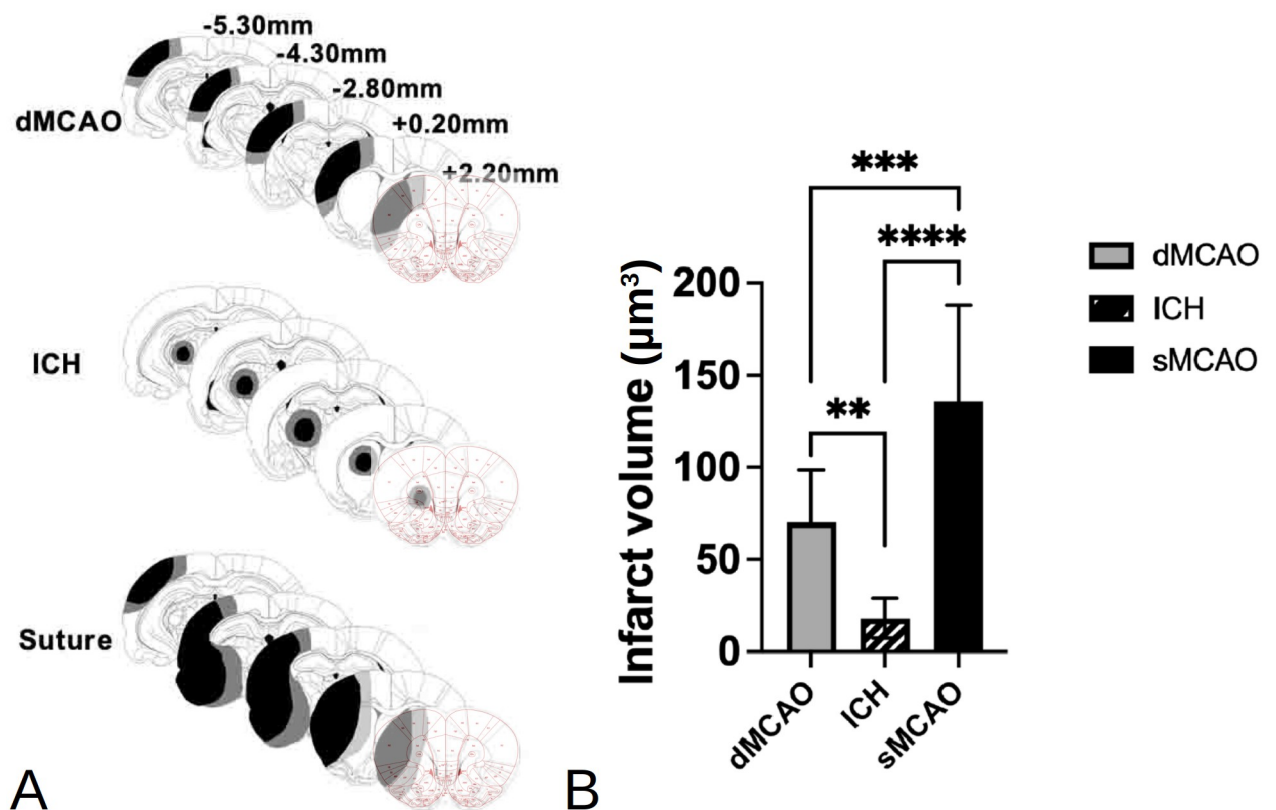 -5.30mm
-4.30mm
-2.80mm
+0.20mm
+2.20mm
dMCAO
ICH
Suture
A
***
****
**
Infarct volume (µm³)
200
150
100
50
0
dMCAO
ICH
sMCAO
dMCAO
ICH
sMCAO
B